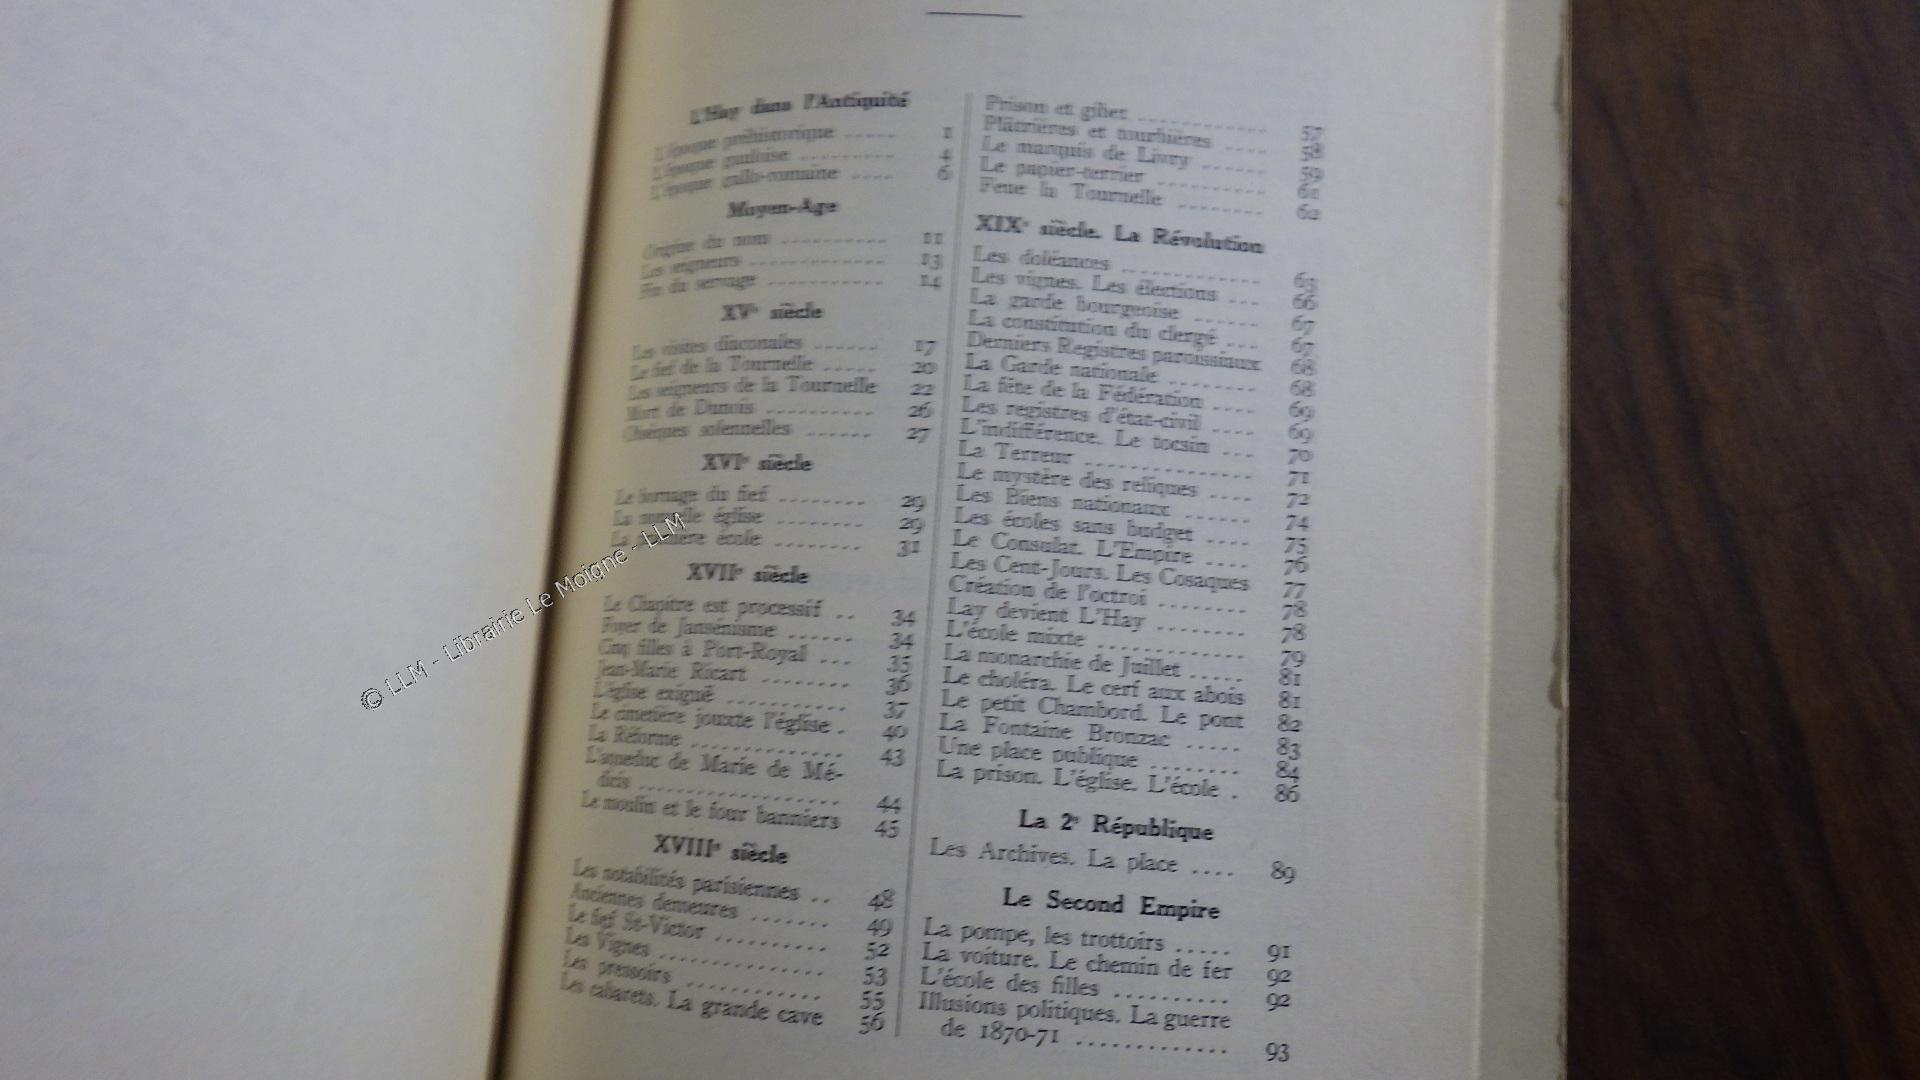 L'Hay dans l'Antiquité
L'époque préhistorique ..... 1
L'époque gauloise .......... 4
L'époque gallo-romaine .... 6
Moyen-Age
Origine du nom ........... 11
Les seigneurs .............. 13
Fin du servage ............ 14
XVe siècle
Les visites diaconales ...... 17
Le fief de la Tournelle ..... 20
Les seigneurs de la Tournelle 22
Mort de Dunois ........... 26
Obsèques solennelles ...... 27
XVIe siècle
Le bornage du fief ........ 29
La nouvelle église ........ 29
La première école ........ 31
XVIIe siècle
Le Chapitre est processif .. 34
Foyer de Jansénisme ...... 34
Cinq filles à Port-Royal ... 35
Jean-Marie Ricart ........ 36
L'église exiguë ............ 37
Le cimetière jouxte l'église . 40
La Réforme .............. 43
L'aqueduc de Marie de Mé-
dicis ................... 44
Le moulin et le four banniers 45
XVIIIe siècle
Les notabilités parisiennes .. 48
Anciennes demeures ....... 49
Le fief St-Victor .......... 52
Les Vignes ............... 53
Les pressoirs ............ 55
Les cabarets. La grande cave 56
Prison et gibet ............ 57
Plâtrières et tourbières .... 58
Le marquis de Livry ...... 59
Le papier-terrier .......... 61
Feue la Tournelle ........ 62
XIXe siècle. La Révolution
Les doléances ............ 63
Les vignes. Les élections ... 66
La garde bourgeoise ...... 67
La constitution du clergé ... 67
Derniers Registres paroissiaux 68
La Garde nationale ........ 68
La fête de la Fédération .... 69
Les registres d'état-civil .... 69
L'indifférence. Le tocsin ... 70
La Terreur ................ 71
Le mystère des reliques .... 72
Les Biens nationaux ...... 74
Les écoles sans budget .... 75
Le Consulat. L'Empire .... 76
Les Cent-Jours. Les Cosaques 77
Création de l'octroi ........ 78
Lay devient L'Hay ........ 78
L'école mixte .............. 79
La monarchie de Juillet ..... 81
Le choléra. Le cerf aux abois 81
Le petit Chambord. Le pont 82
La Fontaine Bronzac ..... 83
Une place publique ........ 84
La prison. L'église. L'école . 86
La 2e République
Les Archives. La place .... 89
Le Second Empire
La pompe, les trottoirs ..... 91
La voiture. Le chemin de fer 92
L'école des filles .......... 92
Illusions politiques. La guerre
de 1870-71 ............. 93
© LLM - Librairie Le Moigne - LLM